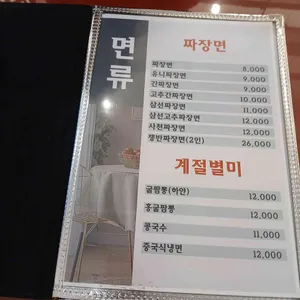 면류
짜장면
짜장면 8,000
유니짜장면 9,000
간짜장면 9,000
고추간짜장면 10,000
삼선짜장면 11,000
삼선고추짜장면 12,000
사천짜장면 12,000
쟁반짜장면(2인) 26,000
계절별미
굴짬뽕(하얀) 12,000
홍굴짬뽕 12,000
콩국수 11,000
중국식냉면 12,000